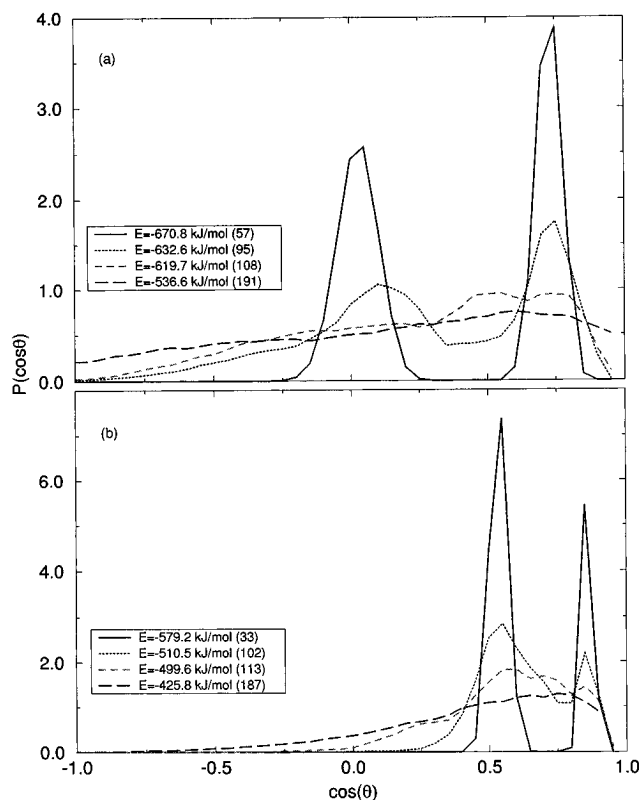 4.0
(a)
3.0
2.0
E=-670.8 kJ/mol (57)
E=-632.6 kJ/mol (95)
E=-619.7 kJ/mol (108)
E=-536.6 kJ/mol (191)
1.0
0.0
P(cosθ)
(b)
6.0
4.0
E=-579.2 kJ/mol (33)
E=-510.5 kJ/mol (102)
E=-499.6 kJ/mol (113)
E=-425.8 kJ/mol (187)
2.0
0.0
-1.0 -0.5 0.0 0.5 1.0
cos(θ)